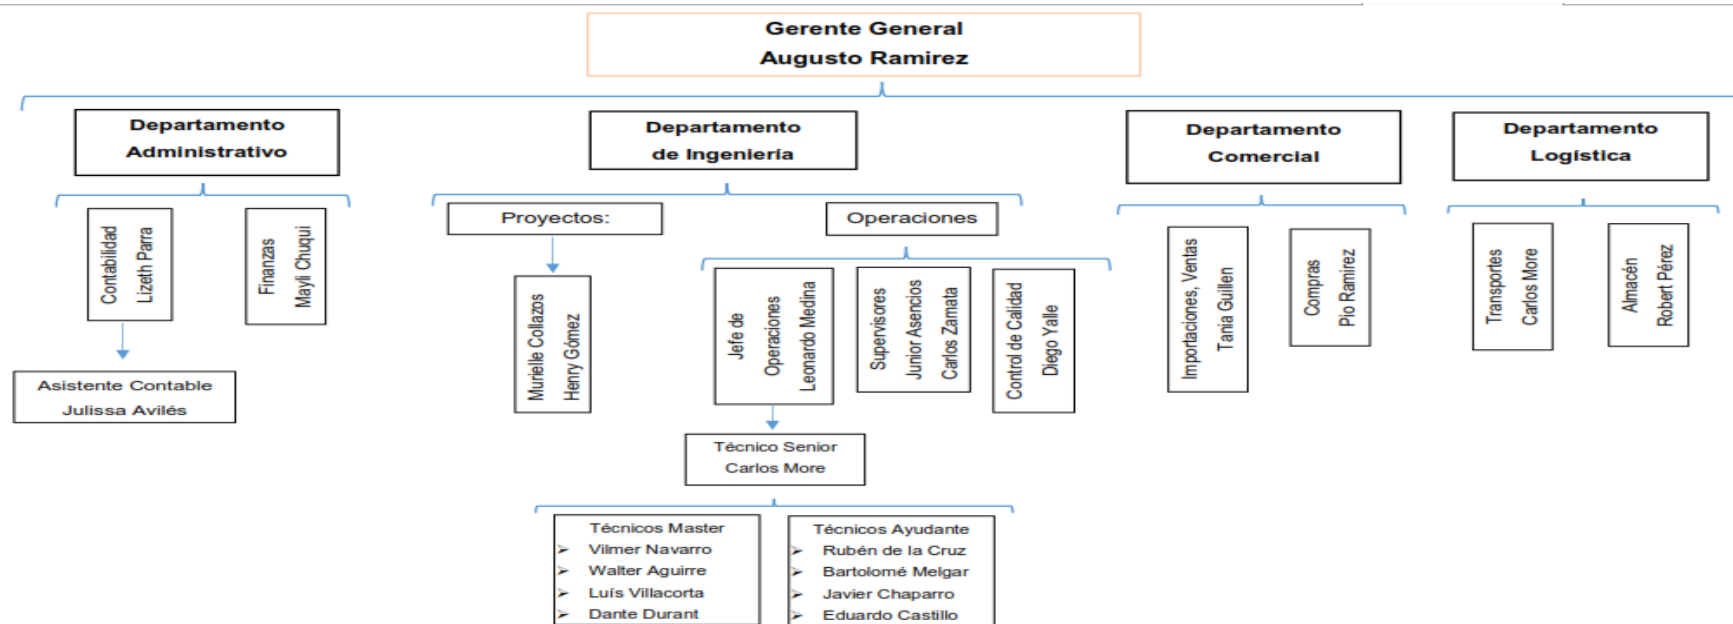 Gerente General
Augusto Ramirez
Departamento
Administrativo
Departamento
de Ingeniería
Departamento
Comercial
Departamento
Logística
Contabilidad
Lizeth Parra
Finanzas
Mayli Chuqui
Asistente Contable
Julissa Avilés
Proyectos:
Murielle Collazos
Henry Gómez
Operaciones
Jefe de
Operaciones
Leonardo Medina
Supervisores
Junior Asencios
Carlos Zamata
Control de Calidad
Diego Yalle
Técnico Senior
Carlos More
Técnicos Master
➢ Vilmer Navarro
➢ Walter Aguirre
➢ Luís Villacorta
➢ Dante Durant
Técnicos Ayudante
➢ Rubén de la Cruz
➢ Bartolomé Melgar
➢ Javier Chaparro
➢ Eduardo Castillo
Importaciones, Ventas
Tania Guillen
Compras
Pio Ramirez
Transportes
Carlos More
Almacén
Robert Pérez